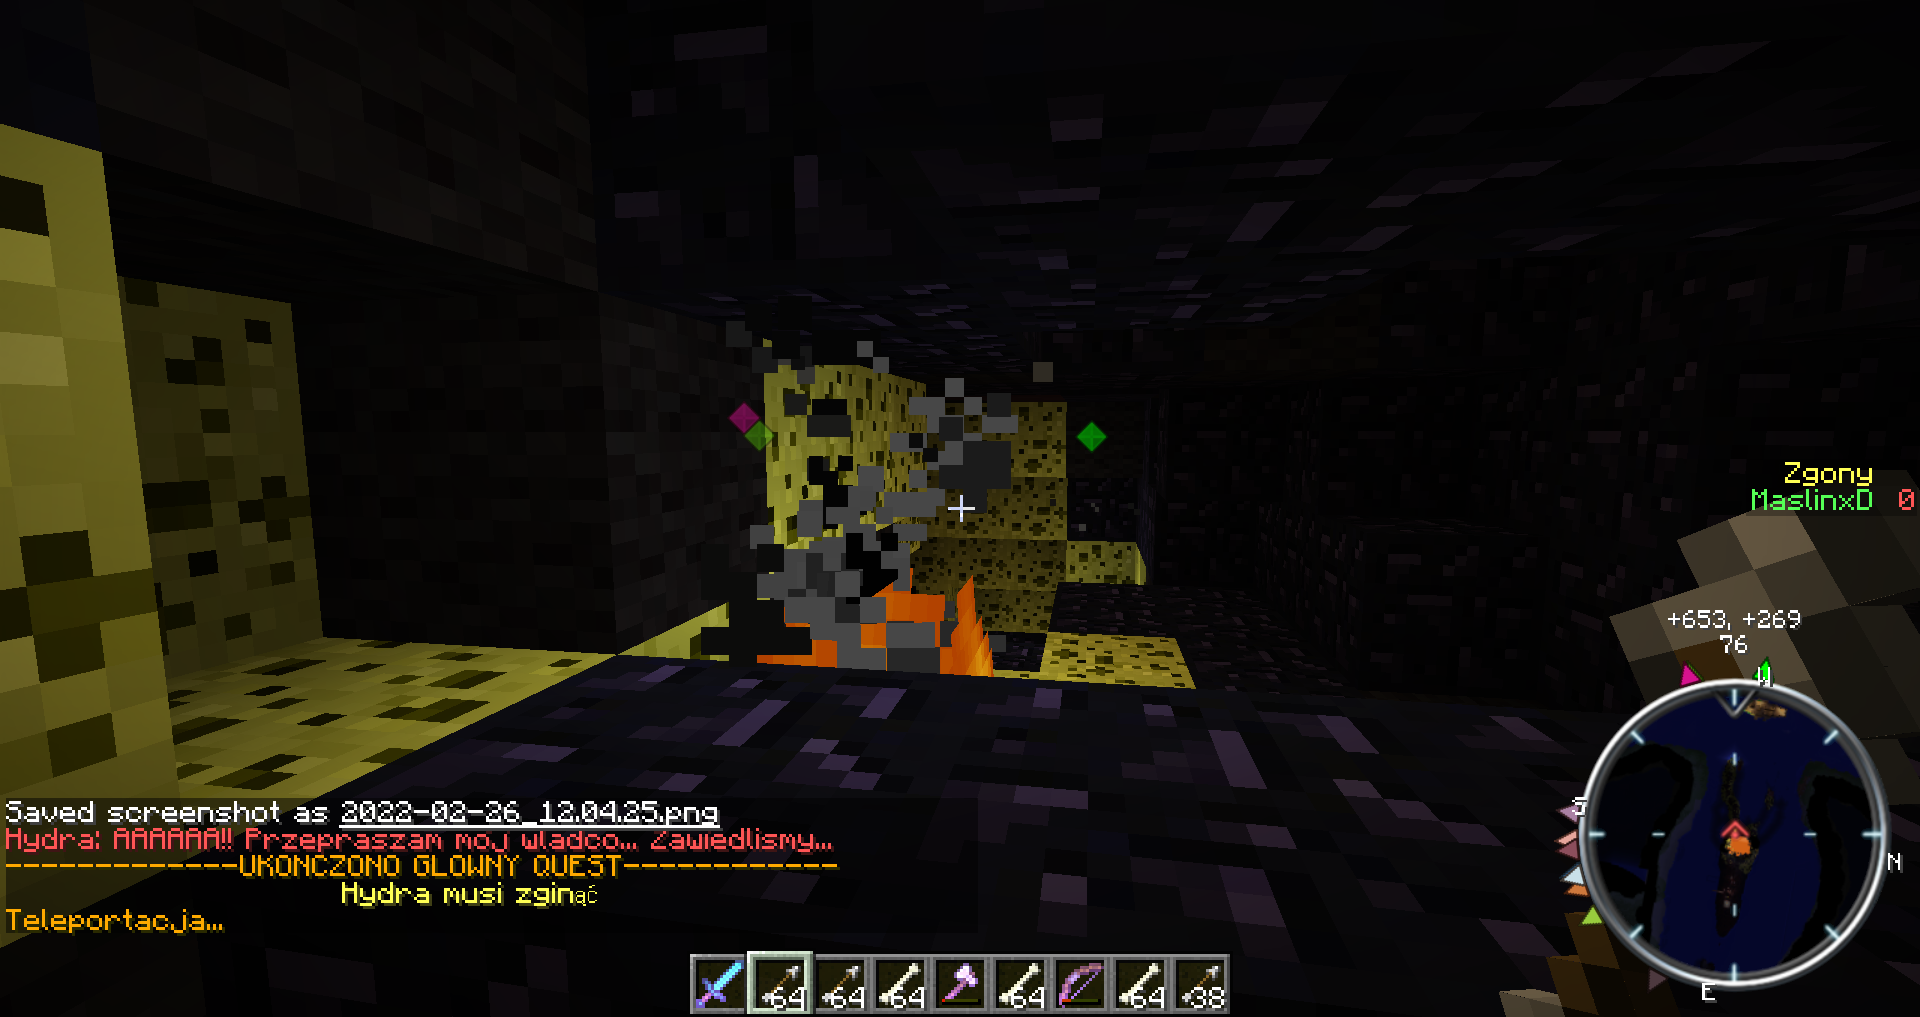 Zgony
MaslinxD 0
+653, +269
76
W
S
N
E
Saved screenshot as 2022-02-26_12.04.25.png
Hydra: AAAAAA!! Przepraszam moj wladco... Zawiedlismy...
-------------UKONCZONO GLOWNY QUEST-------------
Hydra musi zginąć
Teleportacja...
64 64 64 64 64 38